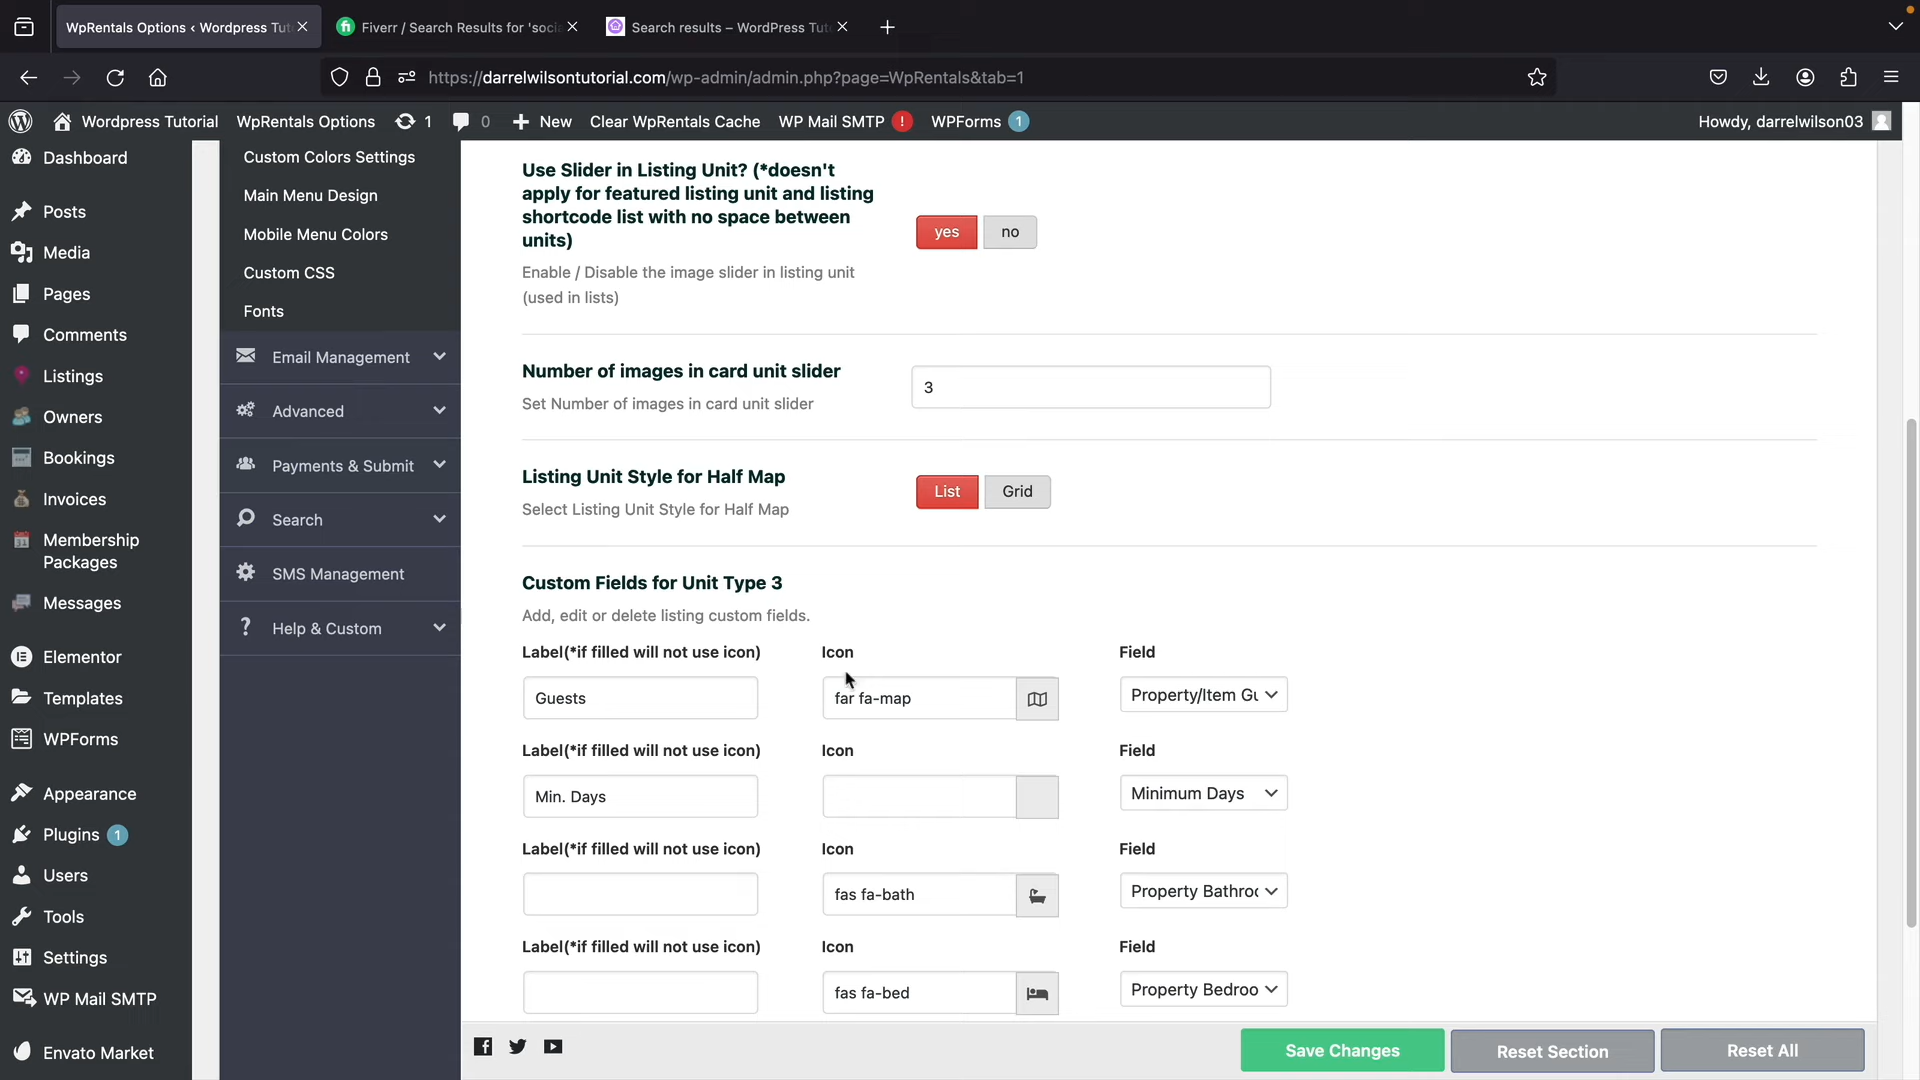 WpRentals Options ‹ Wordpress Tut
Fiverr / Search Results for 'soci
Search results – WordPress Tut
https://darrelwilsontutorial.com/wp-admin/admin.php?page=WpRentals&tab=1
Wordpress Tutorial
WpRentals Options
1
0
New
Clear WpRentals Cache
WP Mail SMTP
!
WPForms
1
Howdy, darrelwilson03
Dashboard
Posts
Media
Pages
Comments
Listings
Owners
Bookings
Invoices
Membership
Packages
Messages
Elementor
Templates
WPForms
Appearance
Plugins
1
Users
Tools
Settings
WP Mail SMTP
Envato Market
Custom Colors Settings
Main Menu Design
Mobile Menu Colors
Custom CSS
Fonts
Email Management
Advanced
Payments & Submit
Search
SMS Management
Help & Custom
Use Slider in Listing Unit? (*doesn't
apply for featured listing unit and listing
shortcode list with no space between
units)
Enable / Disable the image slider in listing unit
(used in lists)
yes
no
Number of images in card unit slider
Set Number of images in card unit slider
3
Listing Unit Style for Half Map
Select Listing Unit Style for Half Map
List
Grid
Custom Fields for Unit Type 3
Add, edit or delete listing custom fields.
Label(*if filled will not use icon)
Icon
Field
Guests
far fa-map
Property/Item Gu
Label(*if filled will not use icon)
Icon
Field
Min. Days
Minimum Days
Label(*if filled will not use icon)
Icon
Field
fas fa-bath
Property Bathroo
Label(*if filled will not use icon)
Icon
Field
fas fa-bed
Property Bedroo
Save Changes
Reset Section
Reset All